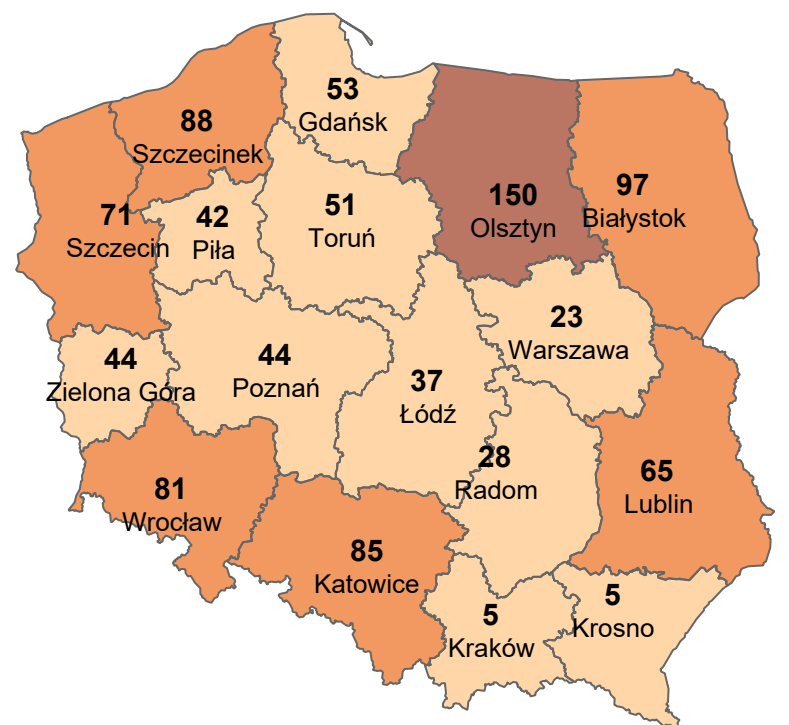 53
Gdańsk
88
Szczecinek
150
Olsztyn
97
Białystok
71
Szczecin
42
Piła
51
Toruń
23
Warszawa
44
Zielona Góra
44
Poznań
37
Łódź
28
Radom
65
Lublin
81
Wrocław
85
Katowice
5
Kraków
5
Krosno